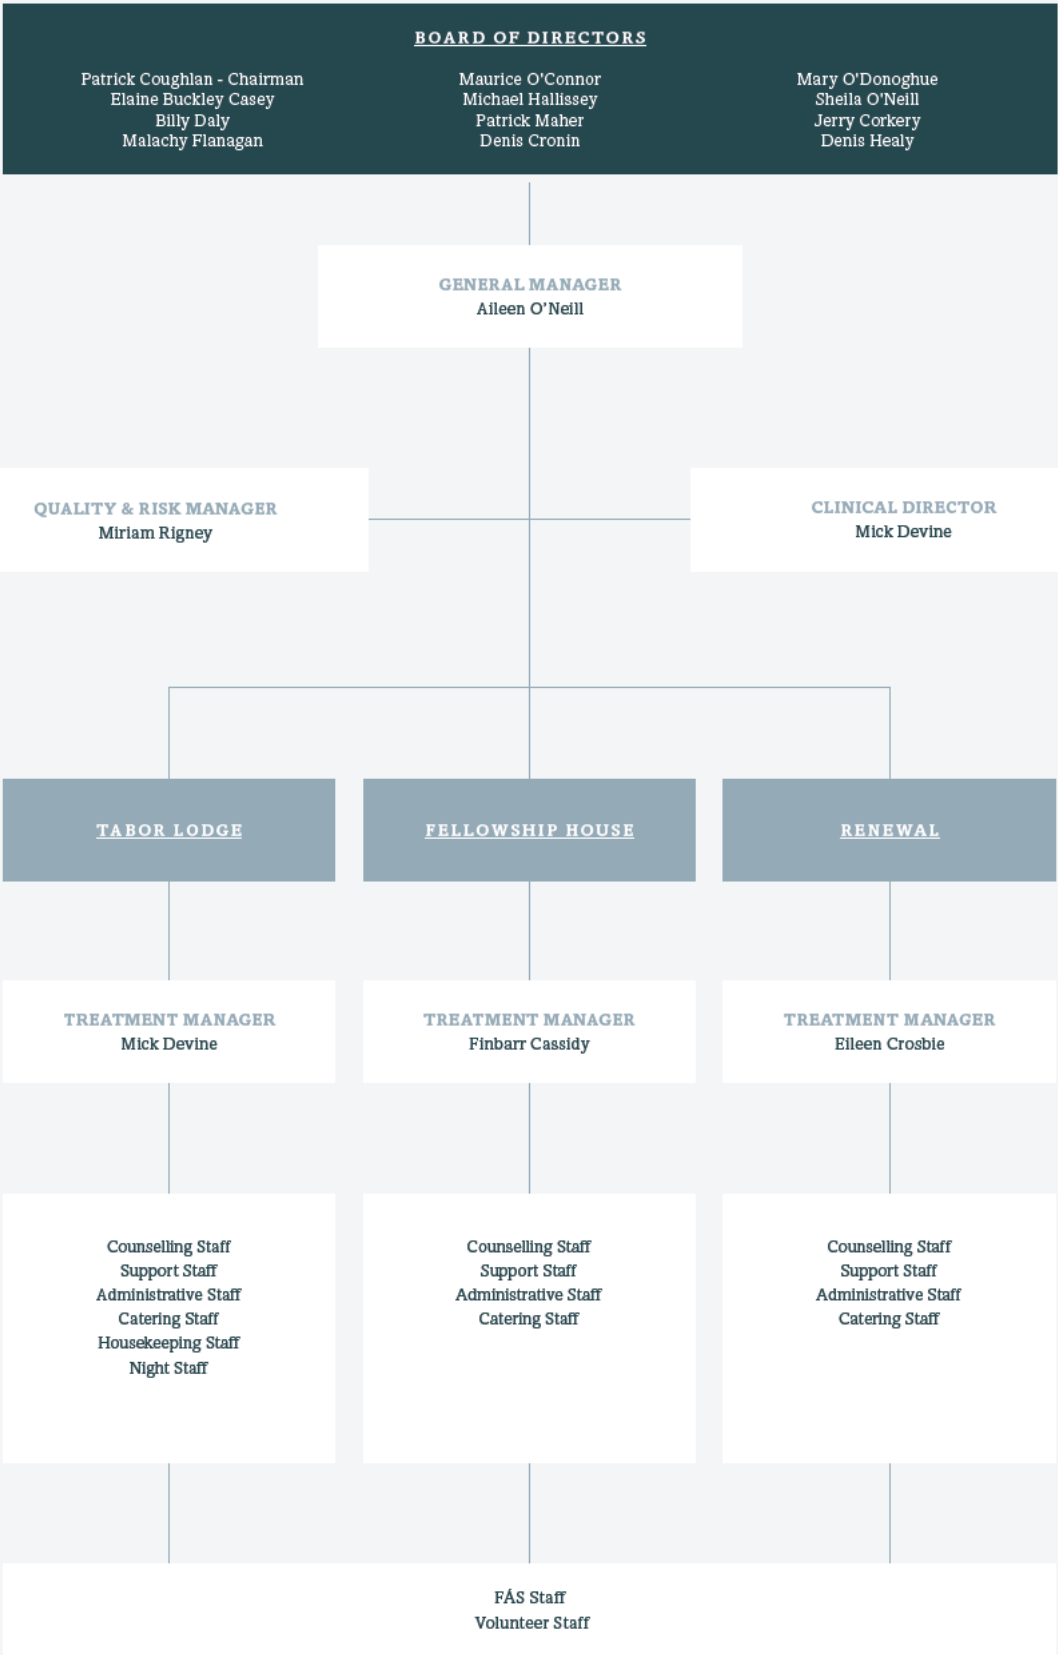 BOARD OF DIRECTORS
Patrick Coughlan - Chairman
Elaine Buckley Casey
Billy Daly
Malachy Flanagan
Maurice O'Connor
Michael Hallissey
Patrick Maher
Denis Cronin
Mary O'Donoghue
Sheila O'Neill
Jerry Corkery
Denis Healy
GENERAL MANAGER
Aileen O'Neill
QUALITY & RISK MANAGER
Miriam Rigney
CLINICAL DIRECTOR
Mick Devine
TABOR LODGE
FELLOWSHIP HOUSE
RENEWAL
TREATMENT MANAGER
Mick Devine
TREATMENT MANAGER
Finbarr Cassidy
TREATMENT MANAGER
Eileen Crosbie
Counselling Staff
Support Staff
Administrative Staff
Catering Staff
Housekeeping Staff
Night Staff
Counselling Staff
Support Staff
Administrative Staff
Catering Staff
Counselling Staff
Support Staff
Administrative Staff
Catering Staff
FÁS Staff
Volunteer Staff